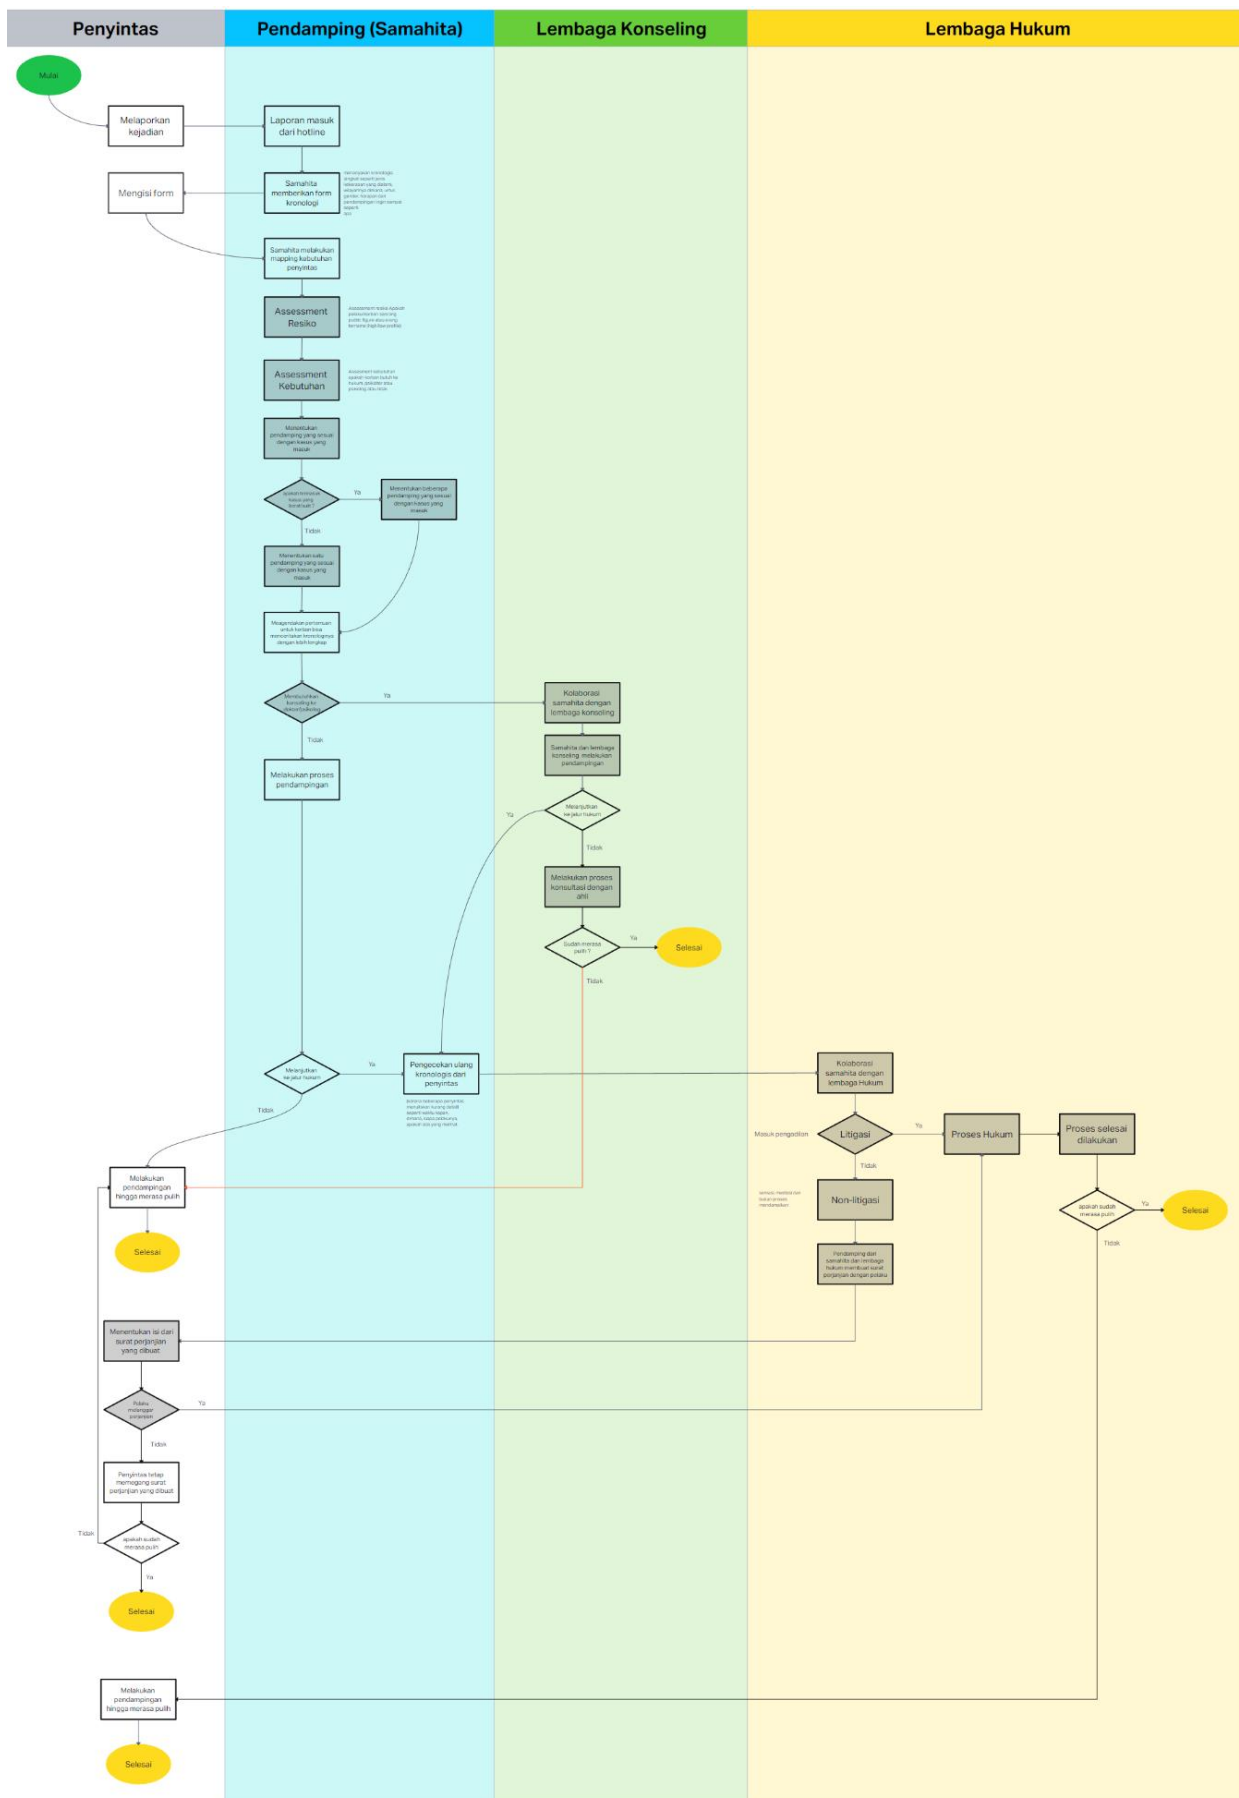 Penyintas
Pendamping (Samahita)
Lembaga Konseling
Lembaga Hukum
Mulai
Melaporkan
kejadian
Laporan masuk
dari hotline
Samahita
memberikan form
kronologi
Mengisi form
Samahita melakukan
mapping kebutuhan
penyintas
Assessment
Resiko
Assessment
Kebutuhan
Menentukan
pendamping yang sesuai
dengan kasus yang
masuk
Ya
Menentukan beberapa
pendamping yang sesuai
dengan kasus yang
masuk
Tidak
Menentukan satu
pendamping yang sesuai
dengan kasus yang
masuk
pertemuan
dengan lebih lengkap
Membutuhkan
konseling ke
Ya
Kolaborasi
samahita dengan
lembaga konseling
Tidak
Samahita dan lembaga
konseling melakukan
pendampingan
Melakukan proses
pendampingan
Melanjutkan
ke jalur hukum
Ya
Tidak
Melakukan proses
konsultasi dengan
ahli
Sudah merasa
pulih ?
Ya
Selesai
Tidak
Melanjutkan
ke jalur hukum
Ya
Pengecekan ulang
kronologis dari
penyintas
Kolaborasi
samahita dengan
lembaga Hukum
Tidak
Masuk pengadilan
Litigasi
Ya
Proses Hukum
Proses selesai
dilakukan
Tidak
Melakukan
pendampingan
hingga merasa pulih
Non-litigasi
apakah sudah
merasa pulih
Ya
Selesai
Selesai
Tidak
Pendamping dari
samahita dan lembaga
hukum membuat surat
perjanjian dengan pelaku
Menentukan isi dari
surat perjanjian
yang dibuat
Pelaku
melanggar
perjanjian
Ya
Tidak
Penyintas tetap
memegang surat
perjanjian yang dibuat
Tidak
apakah sudah
merasa pulih
Ya
Selesai
Melakukan
pendampingan
hingga merasa pulih
Selesai